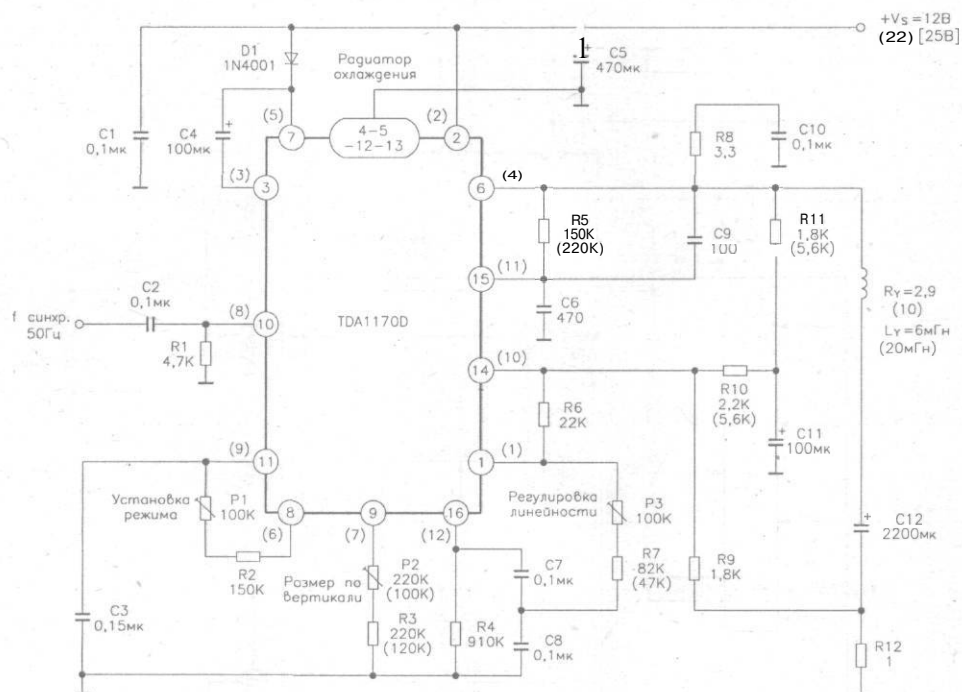 +Vs=12В
(22) [25В]
D1
1N4001
Радиатор
охлаждения
1
+
C5
470мк
(5)
7
4-5
-12-13
(2)
2
C1
0,1мк
C4
100мк
+
(3)
3
R8
3,3
C10
0,1мк
6
(4)
R5
150K
(220K)
C9
100
R11
1,8K
(5,6K)
15
(11)
C6
470
Rу=2,9
(10)
Lу=6мГн
(20мГн)
f синхр.
50Гц
C2
0,1мк
R1
4,7K
(8)
10
TDA1170D
14
(10)
R10
2,2K
(5,6K)
R6
22K
+
C11
100мк
(9)
11
1
(1)
Установка
режима
P1
100K
8
(6)
9
(7)
16
(12)
Регулировка
линейности
P3
100K
+
C12
2200мк
R2
150K
Размер по
вертикали
P2
220K
(100K)
C7
0,1мк
R7
82K
(47K)
R9
1,8K
C3
0,15мк
R3
220K
(120K)
R4
910K
C8
0,1мк
R12
1